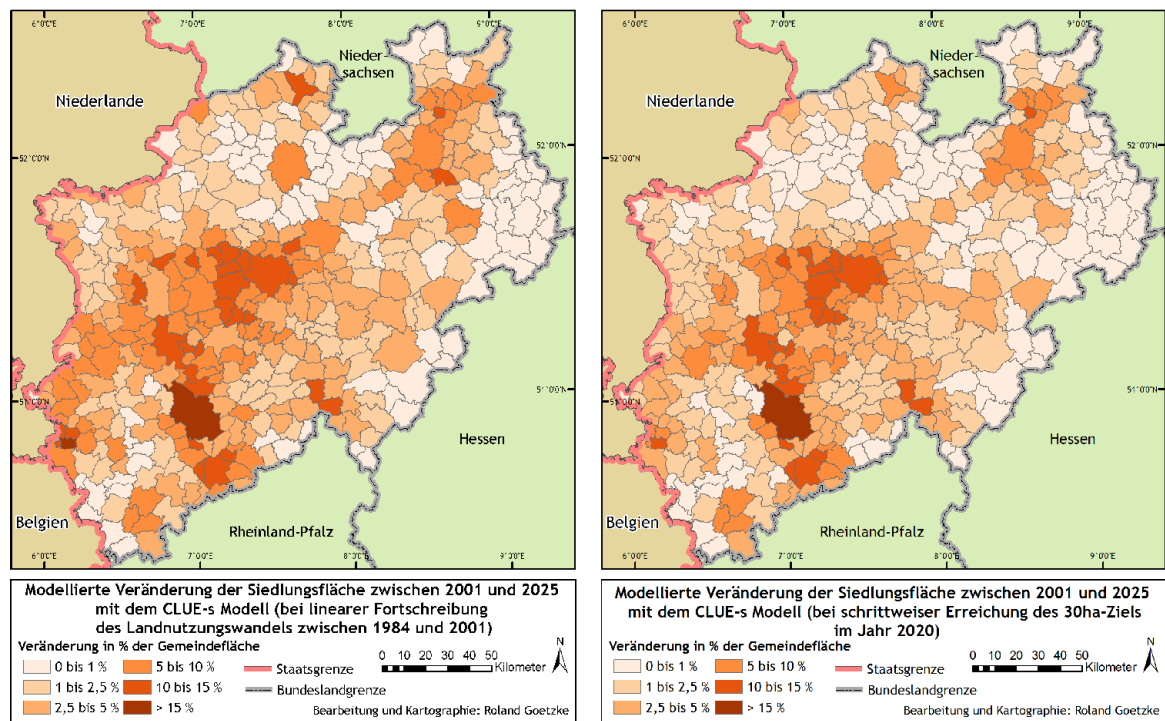 6°0'0"E
7°0'0"E
8°0'0"E
9°0'0"E
Nieder-
sachsen
Niederlande
52°0'0"N
52°0'0"N
51°0'0"N
51°0'0"N
Hessen
Belgien
Rheinland-Pfalz
6°0'0"E
7°0'0"E
8°0'0"E
9°0'0"E
Modellierte Veränderung der Siedlungsfläche zwischen 2001 und 2025
mit dem CLUE-s Modell (bei linearer Fortschreibung
des Landnutzungswandels zwischen 1984 und 2001)
Veränderung in % der Gemeindefläche
0 bis 1 %
5 bis 10 %
1 bis 2,5 %
10 bis 15 %
2,5 bis 5 %
> 15 %
Staatsgrenze
Bundeslandgrenze
0 10 20 30 40 50
Kilometer
N
Bearbeitung und Kartographie: Roland Goetzke
6°0'0"E
7°0'0"E
8°0'0"E
9°0'0"E
Nieder-
sachsen
Niederlande
52°0'0"N
52°0'0"N
51°0'0"N
51°0'0"N
Hessen
Belgien
Rheinland-Pfalz
6°0'0"E
7°0'0"E
8°0'0"E
9°0'0"E
Modellierte Veränderung der Siedlungsfläche zwischen 2001 und 2025
mit dem CLUE-s Modell (bei schrittweiser Erreichung des 30ha-Ziels
im Jahr 2020)
Veränderung in % der Gemeindefläche
0 bis 1 %
5 bis 10 %
1 bis 2,5 %
10 bis 15 %
2,5 bis 5 %
> 15 %
Staatsgrenze
Bundeslandgrenze
0 10 20 30 40 50
Kilometer
N
Bearbeitung und Kartographie: Roland Goetzke